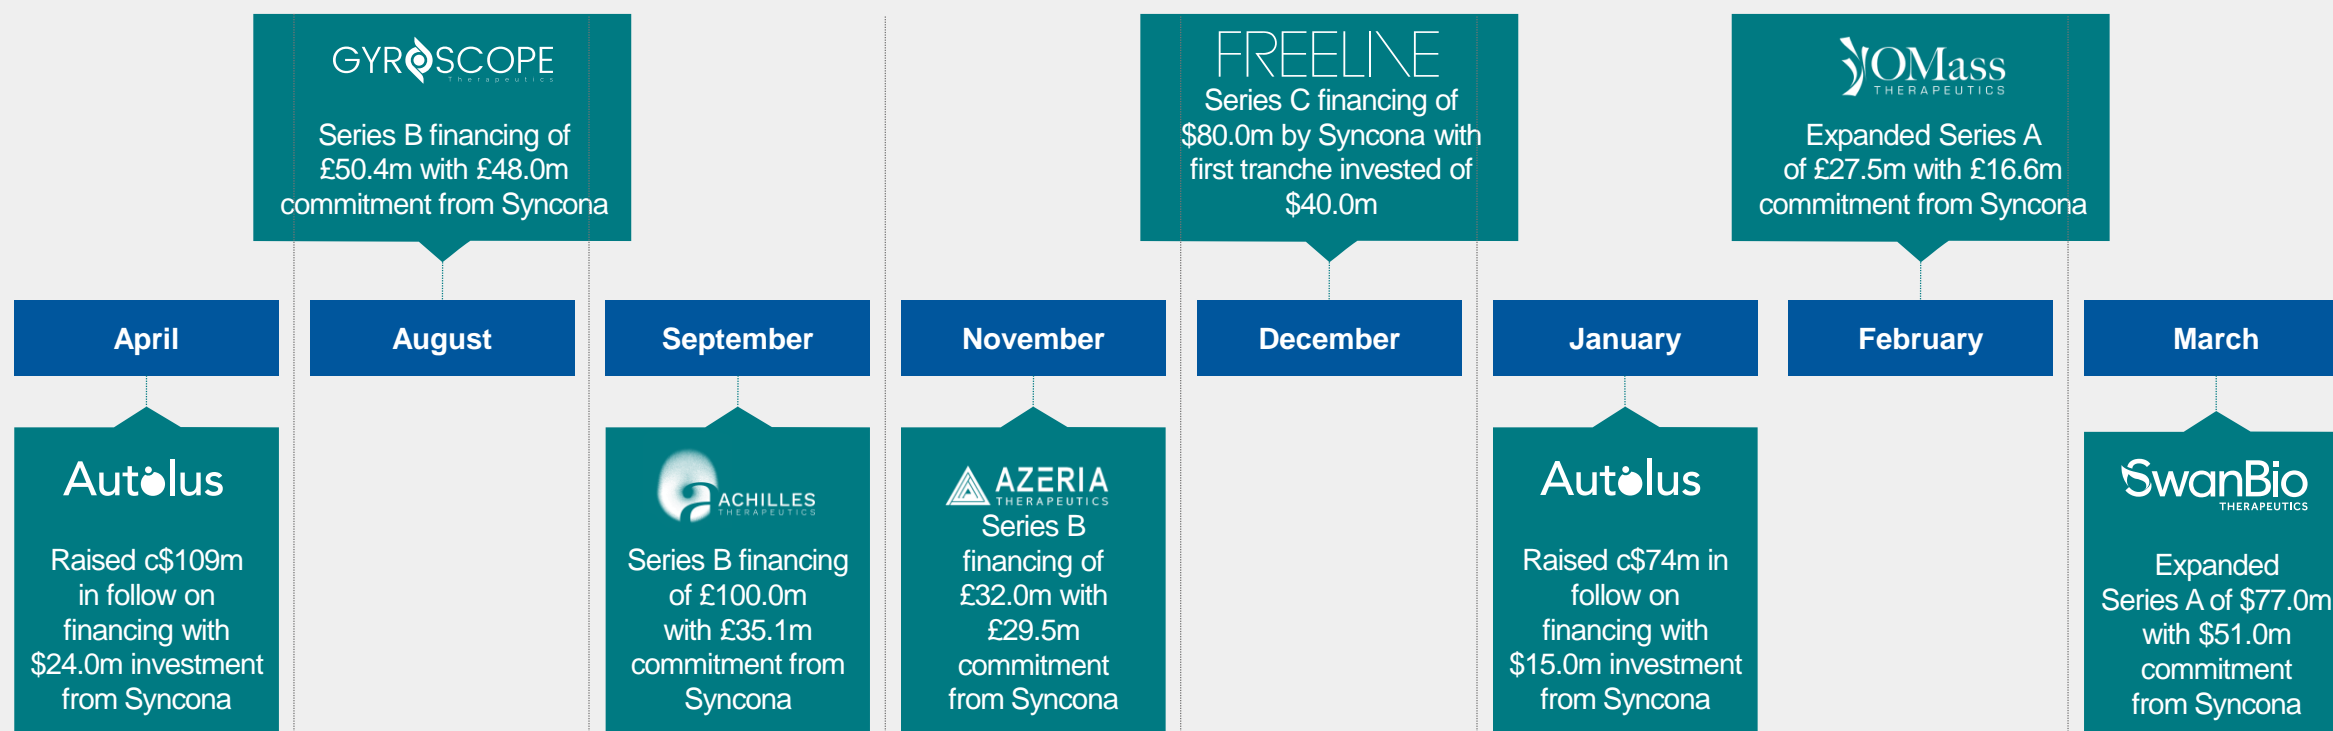 GYROSCOPE
Therapeutics
Series B financing of
£50.4m with £48.0m
commitment from Syncona
FREELINE
Series C financing of
$80.0m by Syncona with
first tranche invested of
$40.0m
OMass
THERAPEUTICS
Expanded Series A
of £27.5m with £16.6m
commitment from Syncona
April
August
September
November
December
January
February
March
Autolus
Raised c$109m
in follow on
financing with
$24.0m investment
from Syncona
ACHILLES
THERAPEUTICS
Series B financing
of £100.0m
with £35.1m
commitment from
Syncona
AZERIA
THERAPEUTICS
Series B
financing of
£32.0m with
£29.5m
commitment
from Syncona
Autolus
Raised c$74m in
follow on
financing with
$15.0m investment
from Syncona
SwanBio
THERAPEUTICS
Expanded
Series A of $77.0m
with $51.0m
commitment
from Syncona